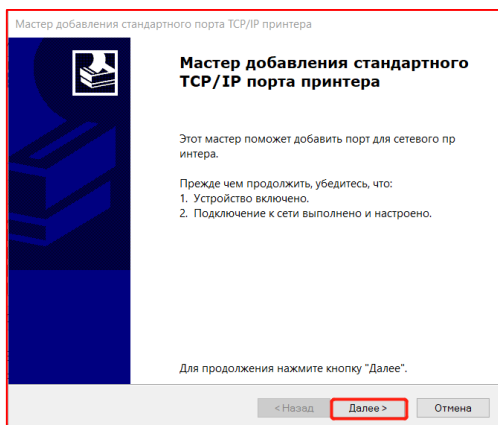 Мастер добавления стандартного порта TCP/IP принтера
Мастер добавления стандартного
TCP/IP порта принтера
Этот мастер поможет добавить порт для сетевого пр
интера.
Прежде чем продолжить, убедитесь, что:
1. Устройство включено.
2. Подключение к сети выполнено и настроено.
Для продолжения нажмите кнопку "Далее".
< Назад Далее > Отмена